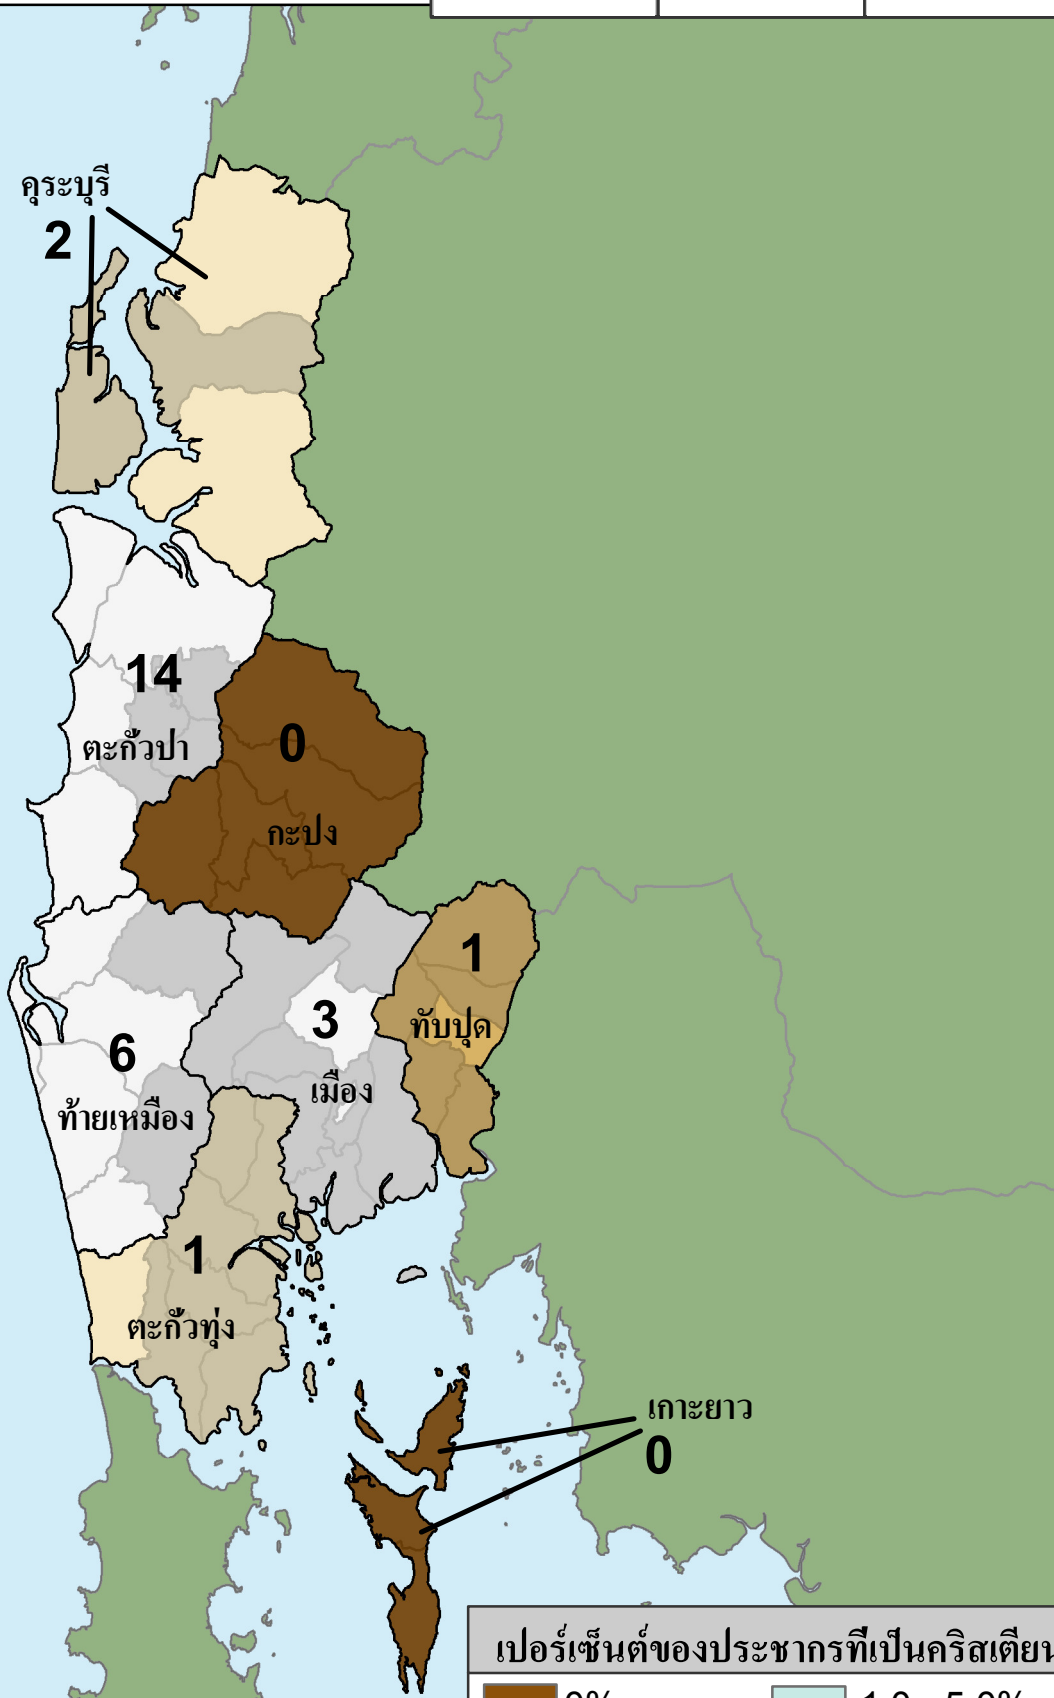 คุระบุรี
2
14
ตะกั่วป่า
0
กะปง
1
ทับปุด
3
เมือง
6
ท้ายเหมือง
1
ตะกั่วทุ่ง
เกาะยาว
0
เปอร์เซ็นต์ของประชากรที่เป็นคริสเตียน